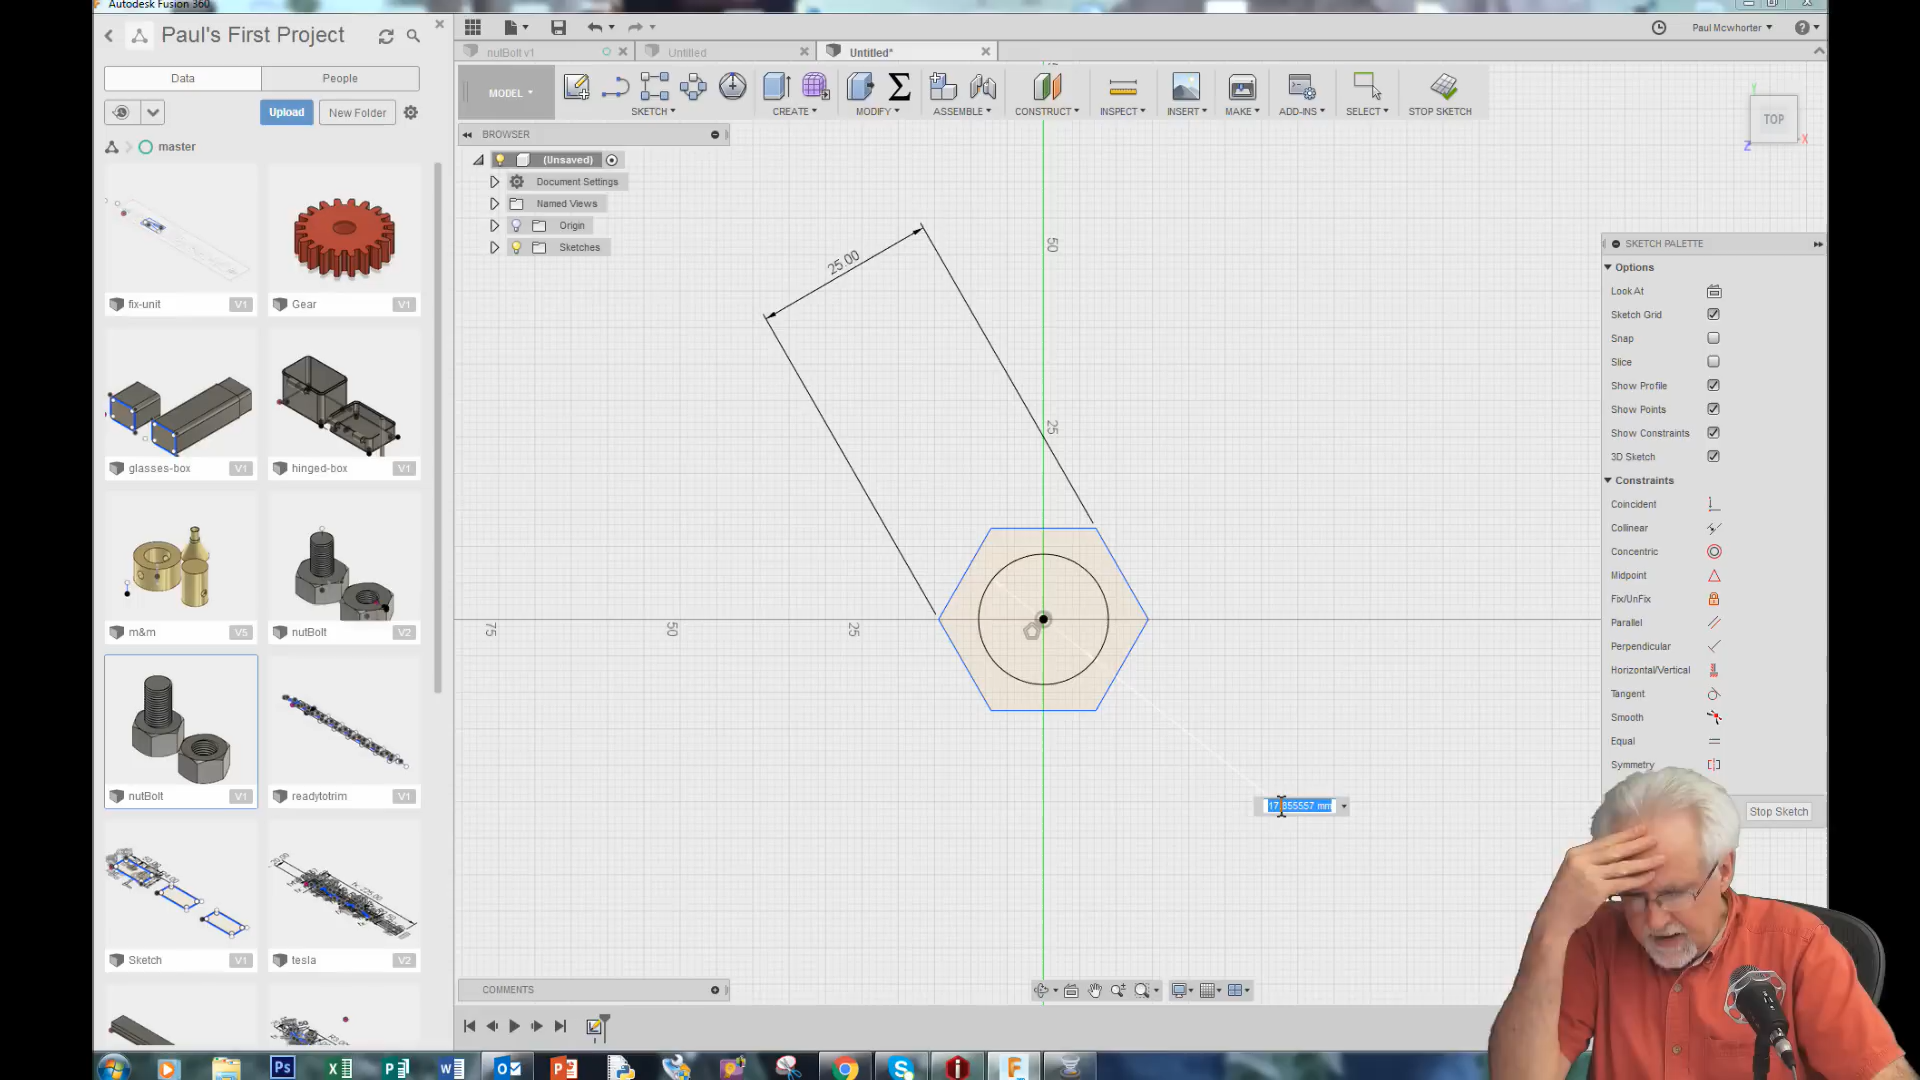 Autodesk Fusion 360
Paul's First Project
Data
People
Upload
New Folder
master
fix-unit
V1
Gear
V1
glasses-box
V1
hinged-box
V1
m&m
V5
nutBolt
V2
nutBolt
V1
readytotrim
V1
Sketch
V1
tesla
V2
nutBolt v1
Untitled
Untitled*
Paul Mcwhorter
MODEL
SKETCH
CREATE
MODIFY
ASSEMBLE
CONSTRUCT
INSPECT
INSERT
MAKE
ADD-INS
SELECT
STOP SKETCH
BROWSER
(Unsaved)
Document Settings
Named Views
Origin
Sketches
TOP
X
Y
Z
25.00
50
25
75
50
25
SKETCH PALETTE
Options
Look At
Sketch Grid
Snap
Slice
Show Profile
Show Points
Show Constraints
3D Sketch
Constraints
Coincident
Collinear
Concentric
Midpoint
Fix/UnFix
Parallel
Perpendicular
Horizontal/Vertical
Tangent
Smooth
Equal
Symmetry
Stop Sketch
COMMENTS